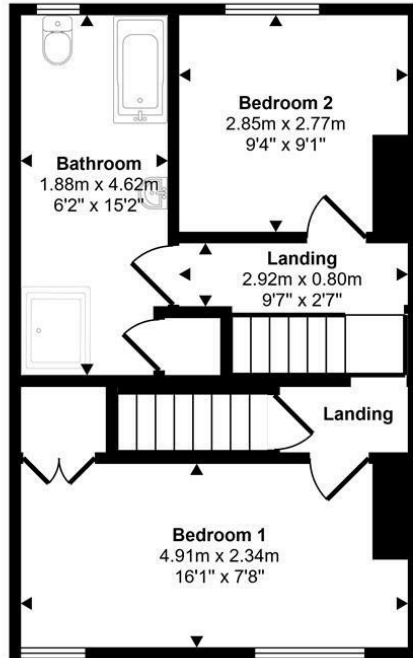 Bedroom 2
2.85m x 2.77m
9'4" x 9'1"
Bathroom
1.88m x 4.62m
6'2" x 15'2"
Landing
2.92m x 0.80m
9'7" x 2'7"
Landing
Bedroom 1
4.91m x 2.34m
16'1" x 7'8"